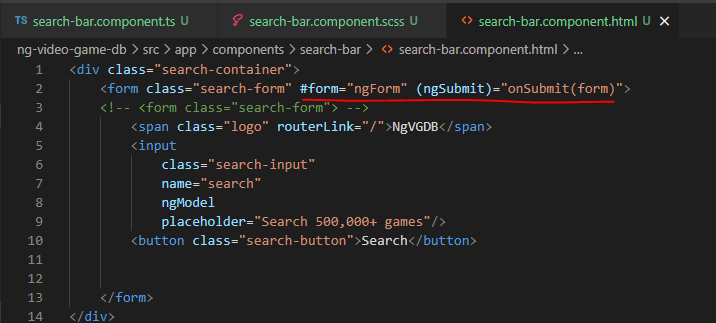 TS search-bar.component.ts U
search-bar.component.scss U
<> search-bar.component.html U ×
ng-video-game-db > src > app > components > search-bar > <> search-bar.component.html > ...
1 <div class="search-container">
2 <form class="search-form" #form="ngForm" (ngSubmit)="onSubmit(form)">
3 <!-- <form class="search-form"> -->
4 <span class="logo" routerLink="/">NgVGDB</span>
5 <input
6 class="search-input"
7 name="search"
8 ngModel
9 placeholder="Search 500,000+ games"/>
10 <button class="search-button">Search</button>
11
12
13 </form>
14 </div>